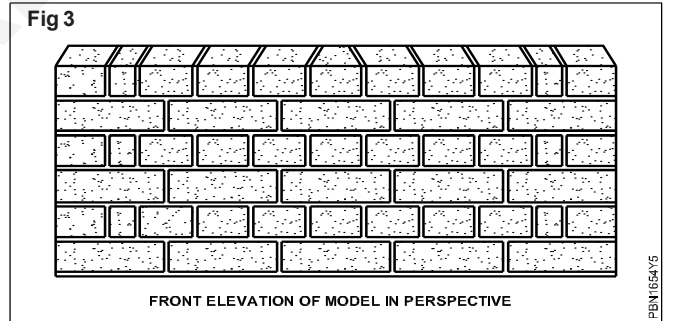 Fig 3
FRONT ELEVATION OF MODEL IN PERSPECTIVE
PBN1654Y5